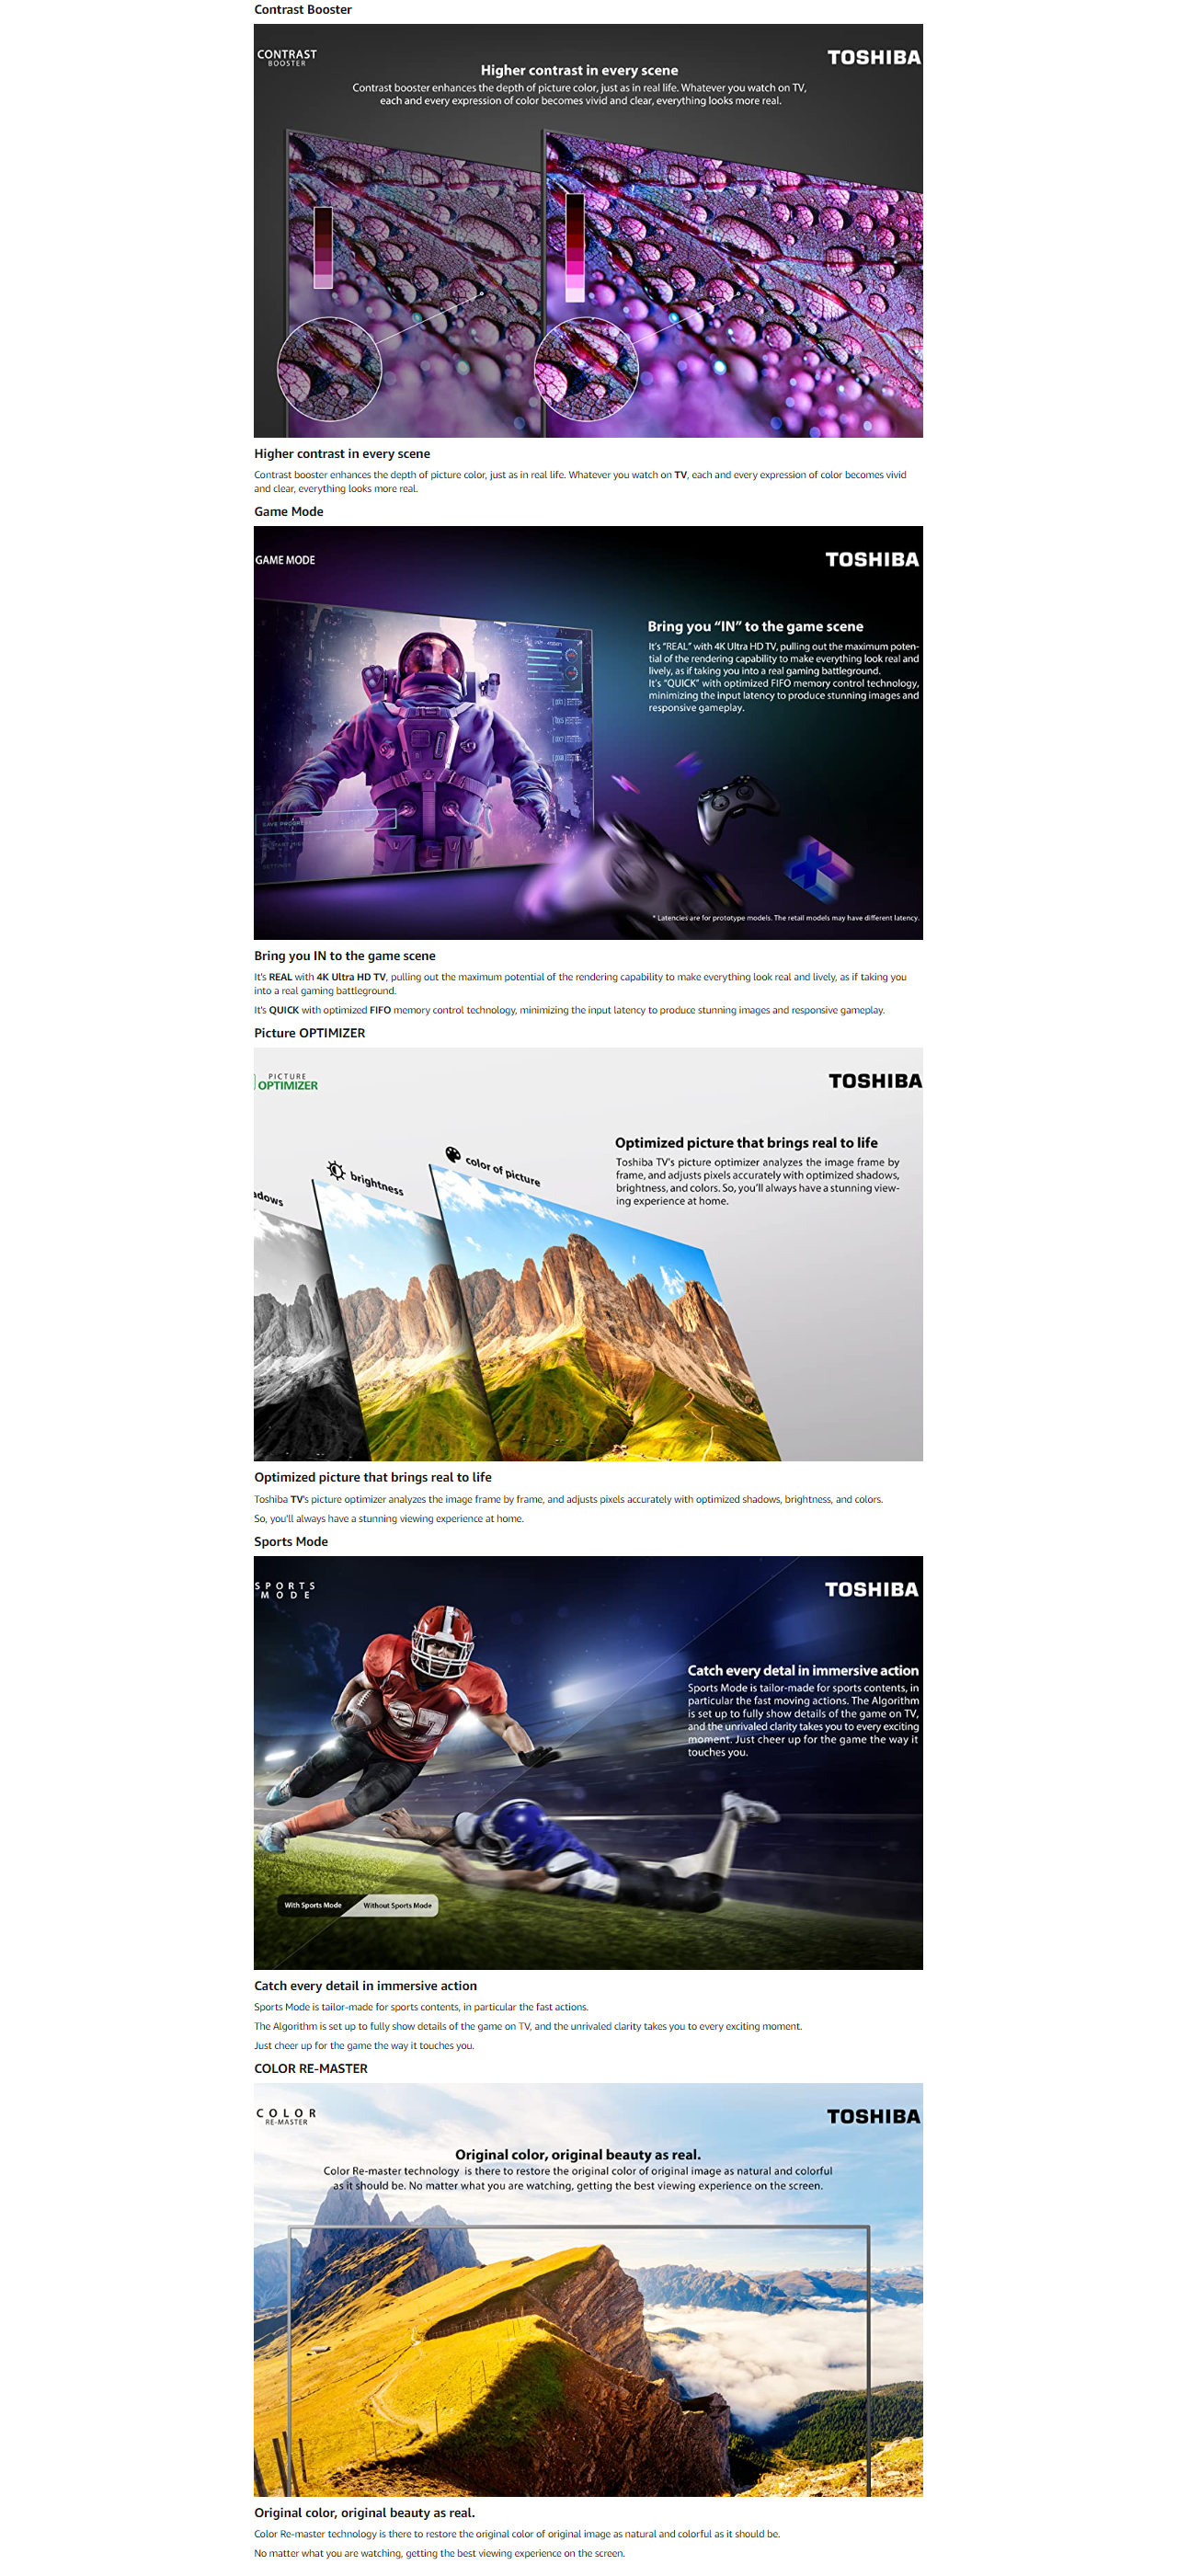 Contrast Booster
CONTRAST
BOOSTER
TOSHIBA
Higher contrast in every scene
Contrast booster enhances the depth of picture color, just as in real life. Whatever you watch on TV,
each and every expression of color becomes vivid and clear, everything looks more real.
Higher contrast in every scene
Contrast booster enhances the depth of picture color, just as in real life. Whatever you watch on TV, each and every expression of color becomes vivid
and clear, everything looks more real.
Game Mode
GAME MODE
TOSHIBA
Bring you “IN” to the game scene
It's “REAL” with 4K Ultra HD TV, pulling out the maximum poten-
tial of the rendering capability to make everything look real and
lively, as if taking you into a real gaming battleground.
It's “QUICK” with optimized FIFO memory control technology,
minimizing the input latency to produce stunning images and
responsive gameplay.
* Latencies are for prototype models. The retail models may have different latency.
Bring you IN to the game scene
It's REAL with 4K Ultra HD TV, pulling out the maximum potential of the rendering capability to make everything look real and lively, as if taking you
into a real gaming battleground.
It's QUICK with optimized FIFO memory control technology, minimizing the input latency to produce stunning images and responsive gameplay.
Picture OPTIMIZER
PICTURE
OPTIMIZER
TOSHIBA
Optimized picture that brings real to life
Toshiba TV's picture optimizer analyzes the image frame by
frame, and adjusts pixels accurately with optimized shadows,
brightness, and colors. So, you'll always have a stunning view-
ing experience at home.
color of picture
brightness
adows
Optimized picture that brings real to life
Toshiba TV's picture optimizer analyzes the image frame by frame, and adjusts pixels accurately with optimized shadows, brightness, and colors.
So, you'll always have a stunning viewing experience at home.
Sports Mode
SPORTS
MODE
TOSHIBA
Catch every detal in immersive action
Sports Mode is tailor-made for sports contents, in
particular the fast moving actions. The Algorithm
is set up to fully show details of the game on TV,
and the unrivaled clarity takes you to every exciting
moment. Just cheer up for the game the way it
touches you.
With Sports Mode
Without Sports Mode
Catch every detail in immersive action
Sports Mode is tailor-made for sports contents, in particular the fast actions.
The Algorithm is set up to fully show details of the game on TV, and the unrivaled clarity takes you to every exciting moment.
Just cheer up for the game the way it touches you.
COLOR RE-MASTER
COLOR
RE-MASTER
TOSHIBA
Original color, original beauty as real.
Color Re-master technology is there to restore the original color of original image as natural and colorful
as it should be. No matter what you are watching, getting the best viewing experience on the screen.
Original color, original beauty as real.
Color Re-master technology is there to restore the original color of original image as natural and colorful as it should be.
No matter what you are watching, getting the best viewing experience on the screen.